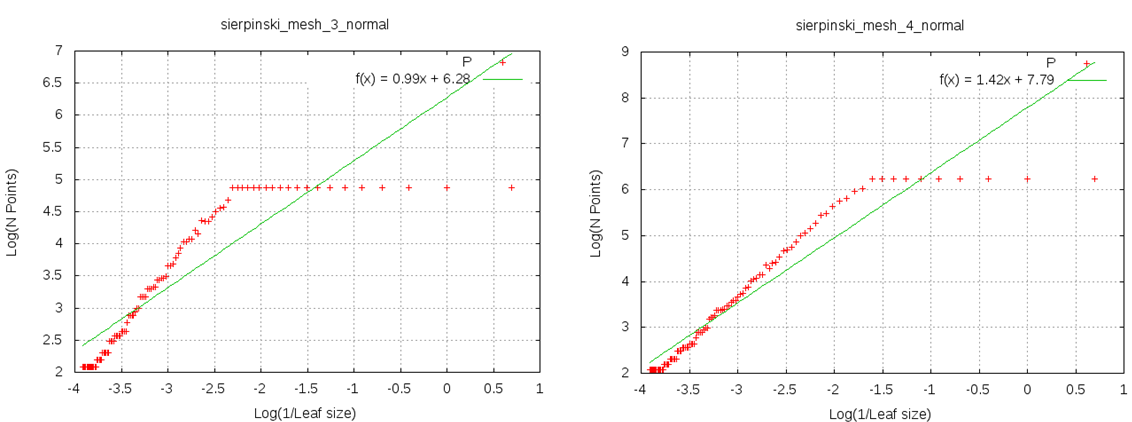 sierpinski_mesh_3_normal
7
6.5
6
5.5
5
4.5
4
3.5
3
2.5
2
Log(N Points)
P
f(x) = 0.99x + 6.28
-4 -3.5 -3 -2.5 -2 -1.5 -1 -0.5 0 0.5 1
Log(1/Leaf size)
sierpinski_mesh_4_normal
9
8
7
6
5
4
3
2
Log(N Points)
P
f(x) = 1.42x + 7.79
-4 -3.5 -3 -2.5 -2 -1.5 -1 -0.5 0 0.5 1
Log(1/Leaf size)